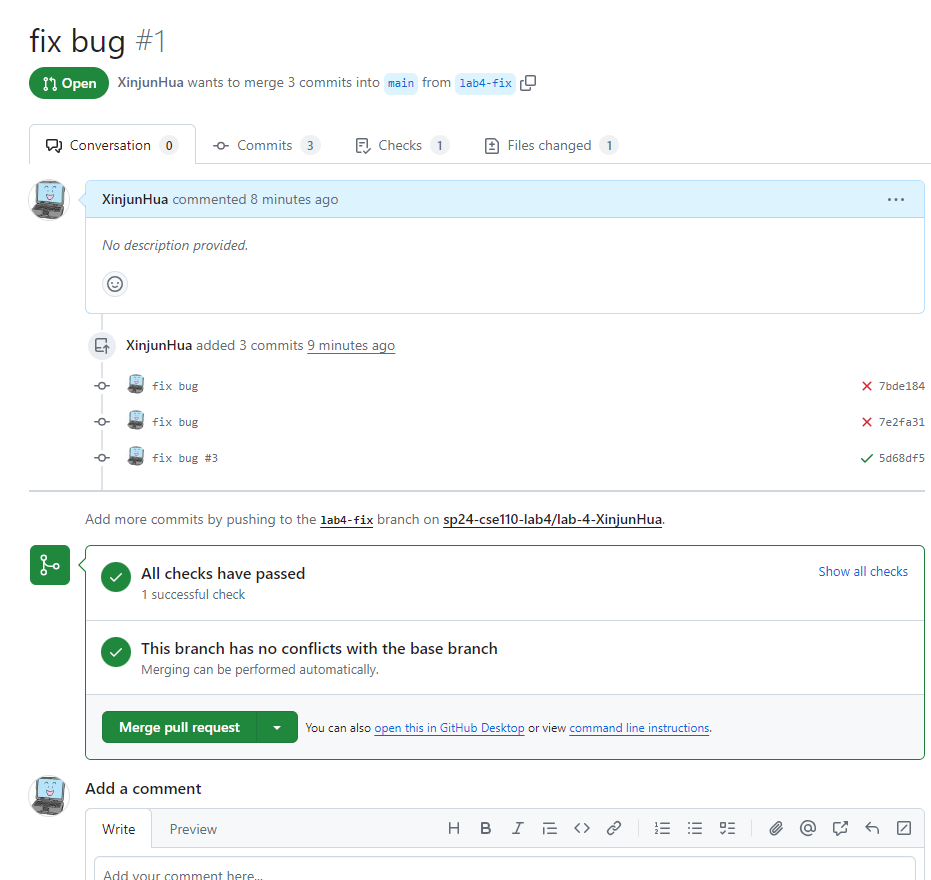 fix bug #1
Open XinjunHua wants to merge 3 commits into main from lab4-fix
Conversation 0 Commits 3 Checks 1 Files changed 1
XinjunHua commented 8 minutes ago
No description provided.
XinjunHua added 3 commits 9 minutes ago
fix bug 7bde184
fix bug 7e2fa31
fix bug #3 5d68df5
Add more commits by pushing to the lab4-fix branch on sp24-cse110-lab4/lab-4-XinjunHua.
All checks have passed Show all checks
1 successful check
This branch has no conflicts with the base branch
Merging can be performed automatically.
Merge pull request You can also open this in GitHub Desktop or view command line instructions.
Add a comment
Write Preview
Add your comment here...